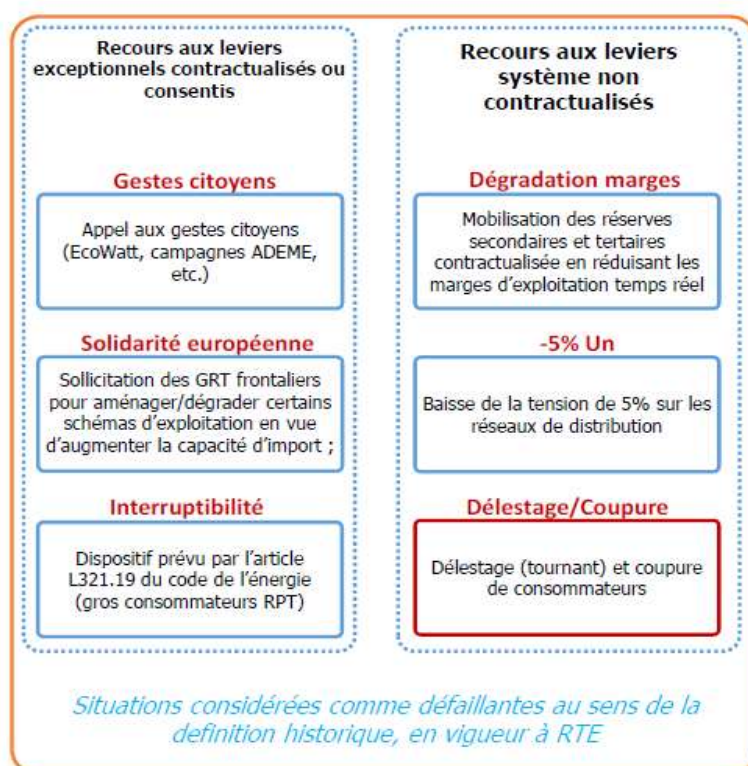 Recours aux leviers
exceptionnels contractualisés ou
consentis
Gestes citoyens
Appel aux gestes citoyens
(EcoWatt, campagnes ADEME,
etc.)
Solidarité européenne
Sollicitation des GRT frontaliers
pour aménager/dégrader certains
schémas d'exploitation en vue
d'augmenter la capacité d'import ;
Interruptibilité
Dispositif prévu par l'article
L321.19 du code de l'énergie
(gros consommateurs RPT)
Recours aux leviers
système non
contractualisés
Dégradation marges
Mobilisation des réserves
secondaires et tertaires
contractualisée en réduisant les
marges d'exploitation temps réel
-5% Un
Baisse de la tension de 5% sur les
réseaux de distribution
Délestage/Coupure
Délestage (tournant) et coupure
de consommateurs
Situations considérées comme défaillantes au sens de la
definition historique, en vigueur à RTE